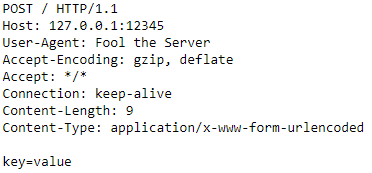 POST / HTTP/1.1
Host: 127.0.0.1:12345
User-Agent: Fool the Server
Accept-Encoding: gzip, deflate
Accept: */*
Connection: keep-alive
Content-Length: 9
Content-Type: application/x-www-form-urlencoded

key=value